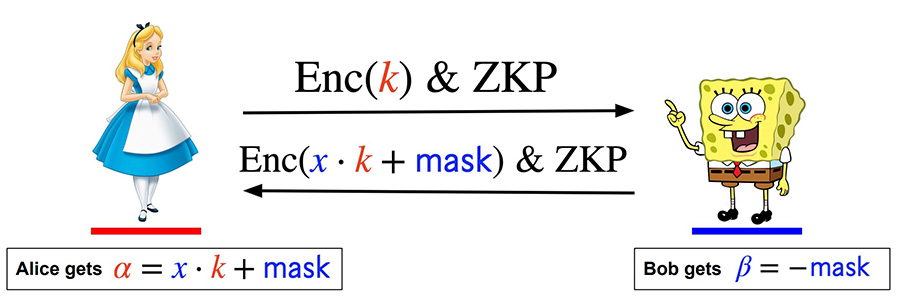 Enc(k) & ZKP
Enc(x · k + mask) & ZKP
Alice gets α = x · k + mask
Bob gets β = −mask